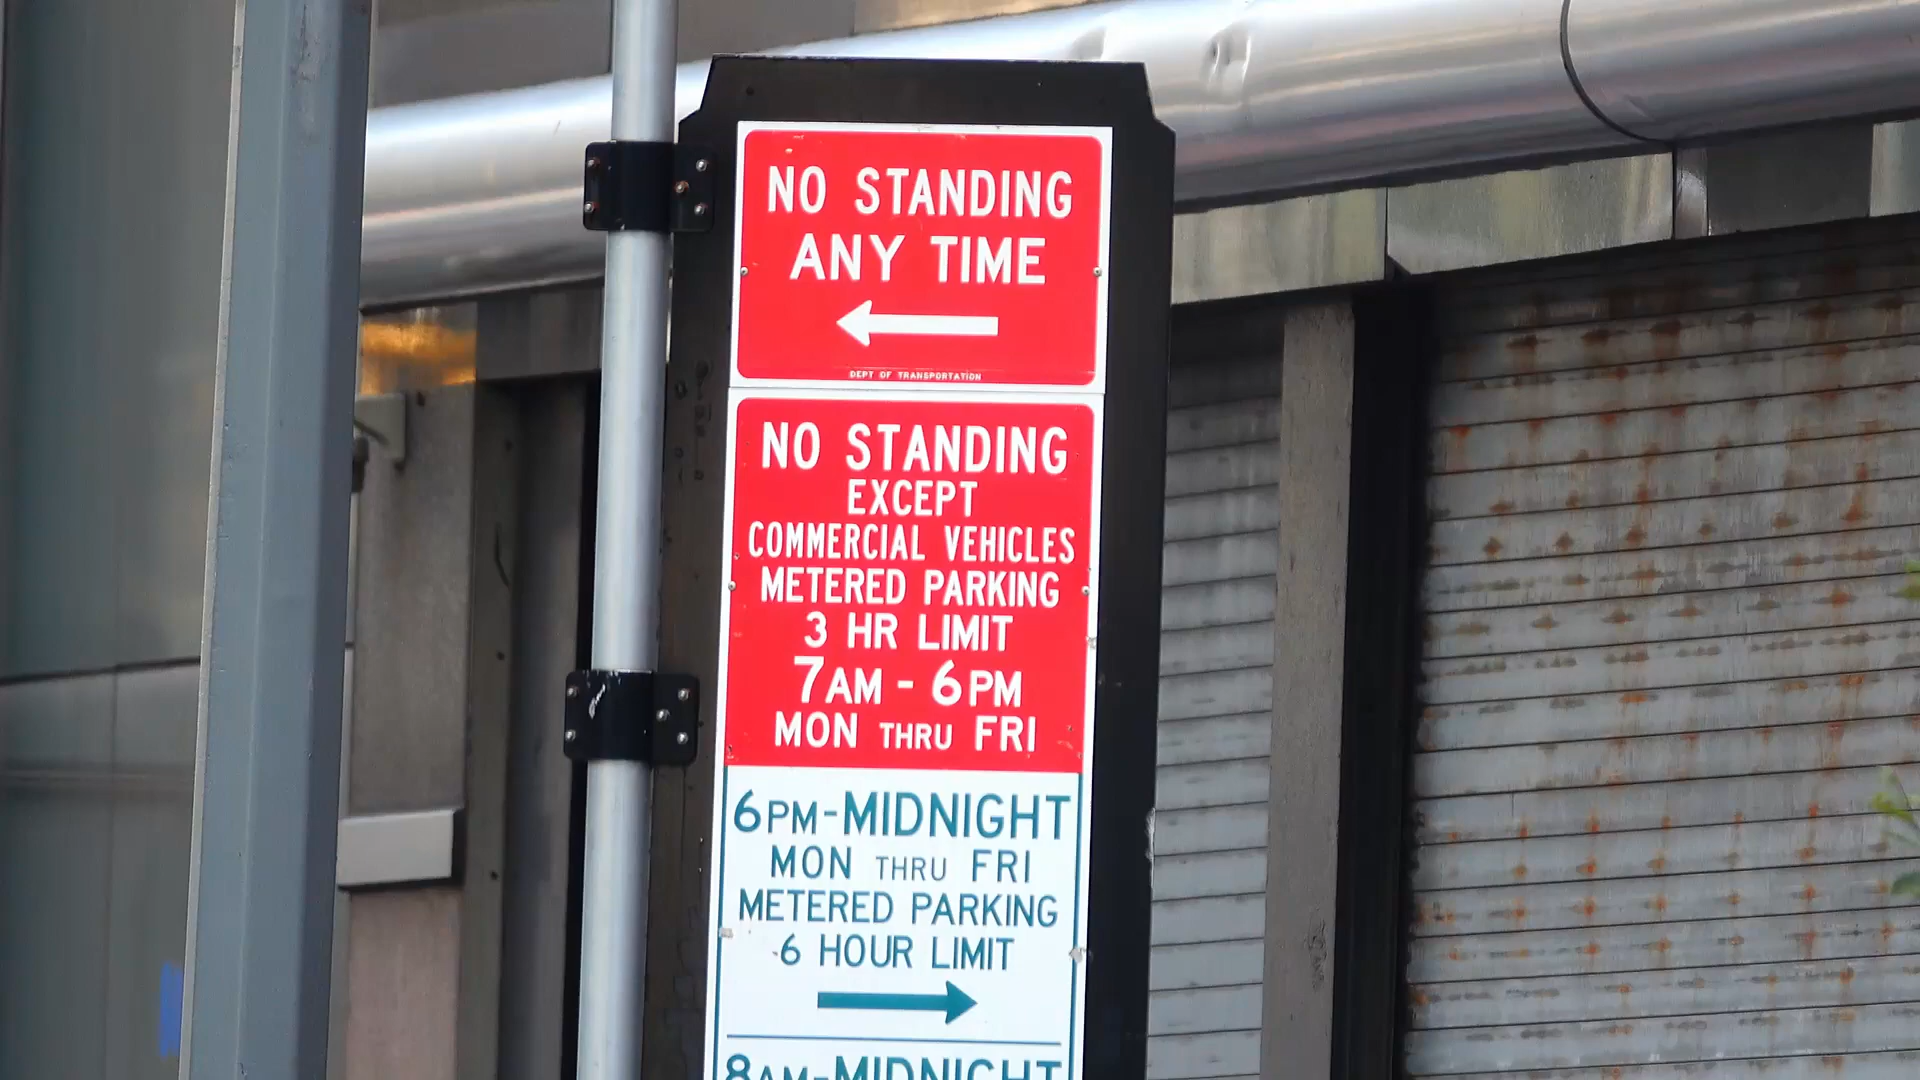 NO STANDING
ANY TIME
DEPT OF TRANSPORTATION
NO STANDING
EXCEPT
COMMERCIAL VEHICLES
METERED PARKING
3 HR LIMIT
7AM - 6PM
MON THRU FRI
6PM-MIDNIGHT
MON THRU FRI
METERED PARKING
6 HOUR LIMIT
8AM-MIDNIGHT